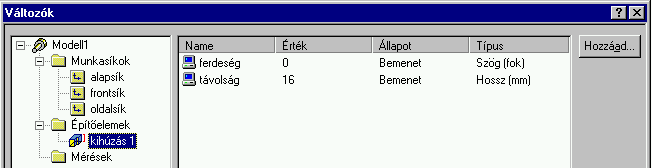 Változók
Modell1
Munkasíkok
alapsík
frontsík
oldalsík
Építőelemek
kihúzás 1
Mérések
Name Érték Állapot Típus
ferdeség 0 Bemenet Szög (fok)
távolság 16 Bemenet Hossz (mm)
Hozzáad...